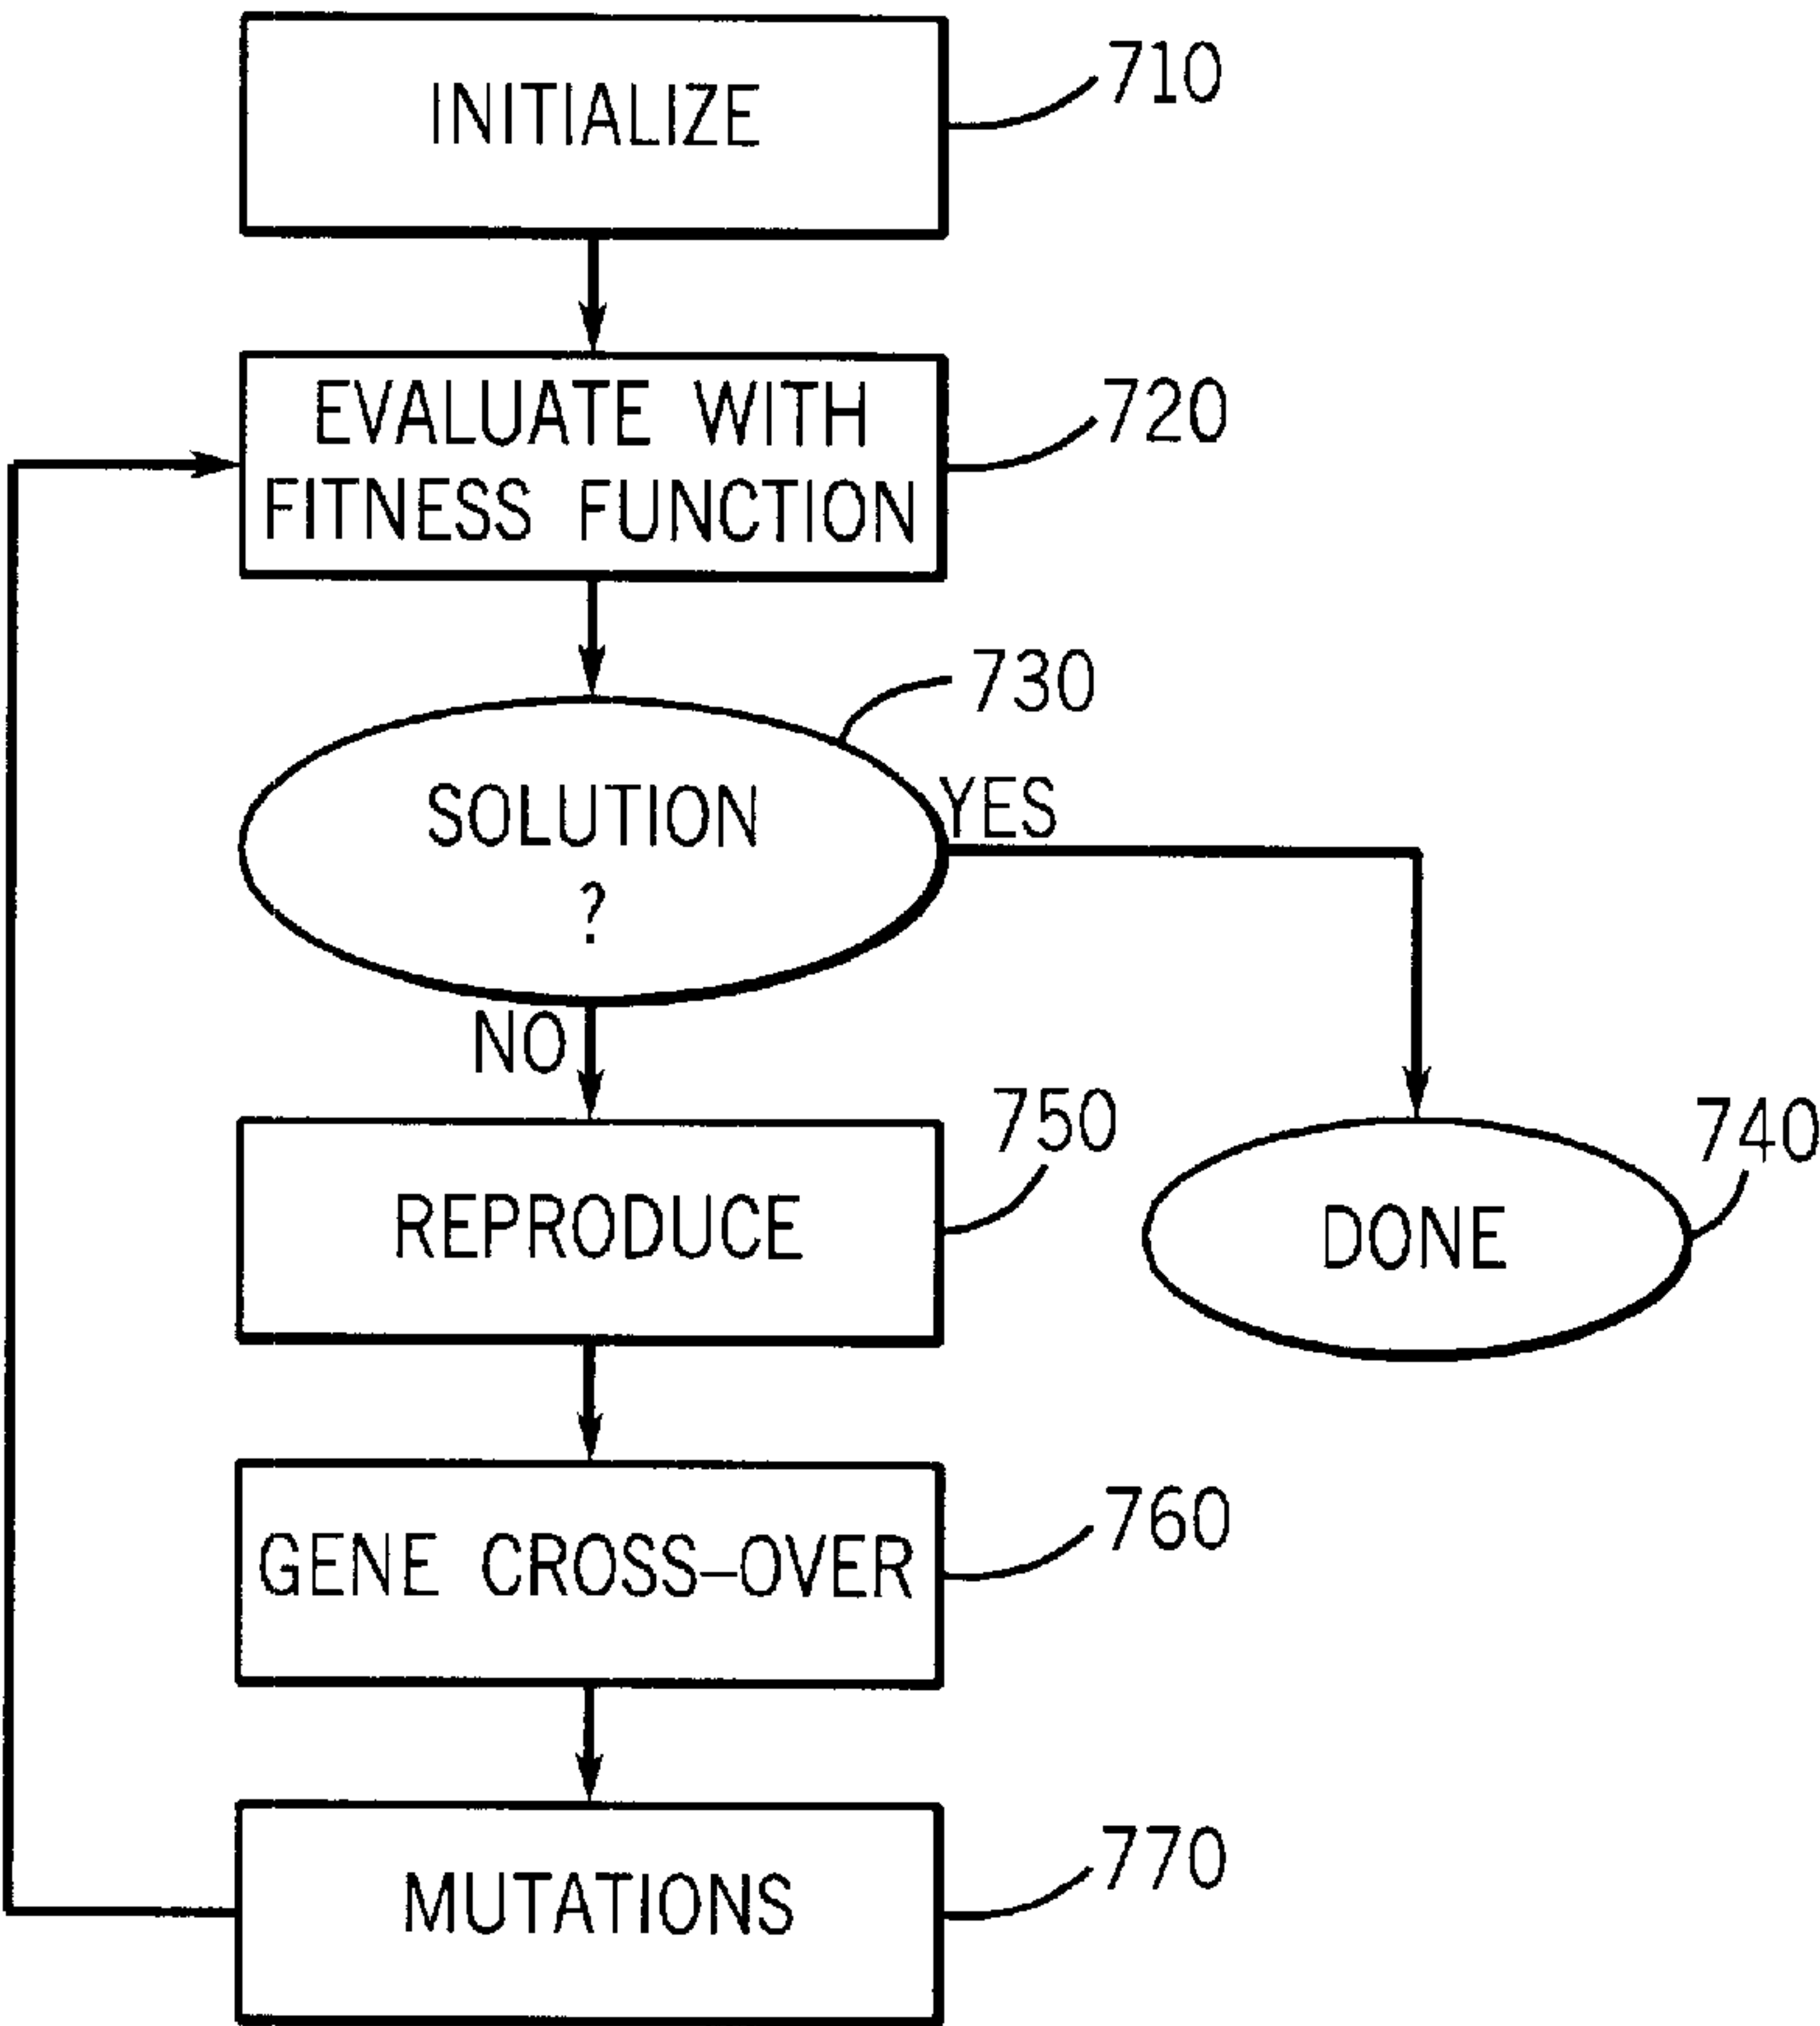 INITIALIZE
710
EVALUATE WITH
FITNESS FUNCTION
720
730
SOLUTION
?
YES
NO
750
REPRODUCE
740
DONE
760
GENE CROSS–OVER
770
MUTATIONS